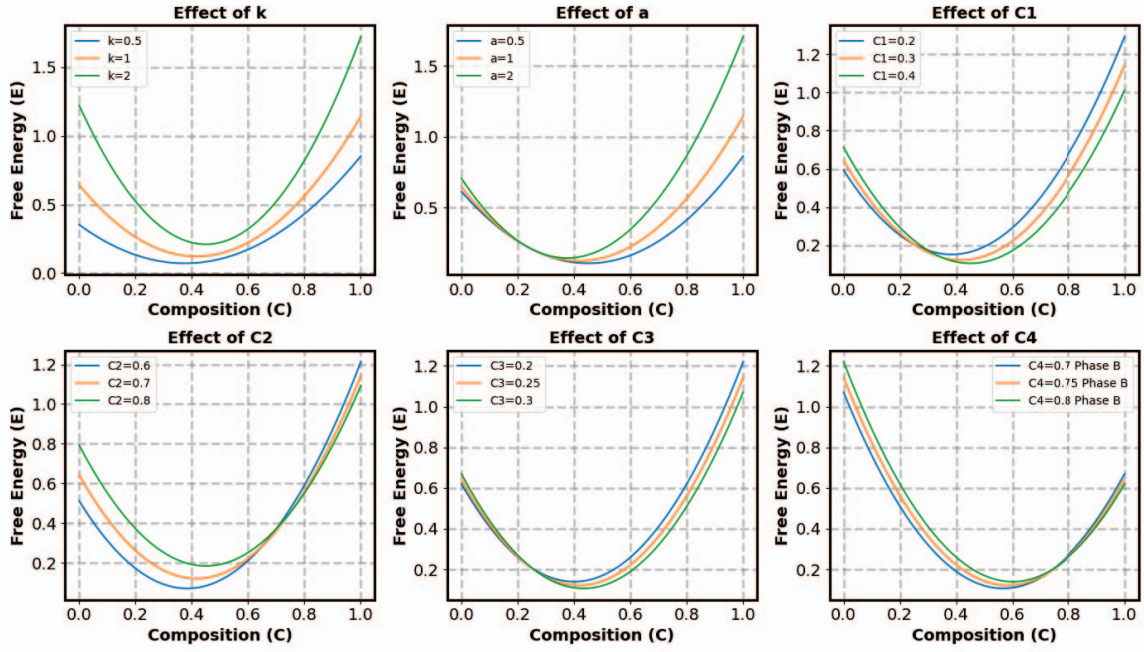 Effect of k
k=0.5
k=1
k=2
1.5
1.0
0.5
0.0
Free Energy (E)
0.0 0.2 0.4 0.6 0.8 1.0
Composition (C)
Effect of a
a=0.5
a=1
a=2
1.5
1.0
0.5
Free Energy (E)
0.0 0.2 0.4 0.6 0.8 1.0
Composition (C)
Effect of C1
C1=0.2
C1=0.3
C1=0.4
1.2
1.0
0.8
0.6
0.4
0.2
Free Energy (E)
0.0 0.2 0.4 0.6 0.8 1.0
Composition (C)
Effect of C2
C2=0.6
C2=0.7
C2=0.8
1.2
1.0
0.8
0.6
0.4
0.2
Free Energy (E)
0.0 0.2 0.4 0.6 0.8 1.0
Composition (C)
Effect of C3
C3=0.2
C3=0.25
C3=0.3
1.2
1.0
0.8
0.6
0.4
0.2
Free Energy (E)
0.0 0.2 0.4 0.6 0.8 1.0
Composition (C)
Effect of C4
C4=0.7 Phase B
C4=0.75 Phase B
C4=0.8 Phase B
1.2
1.0
0.8
0.6
0.4
0.2
Free Energy (E)
0.0 0.2 0.4 0.6 0.8 1.0
Composition (C)